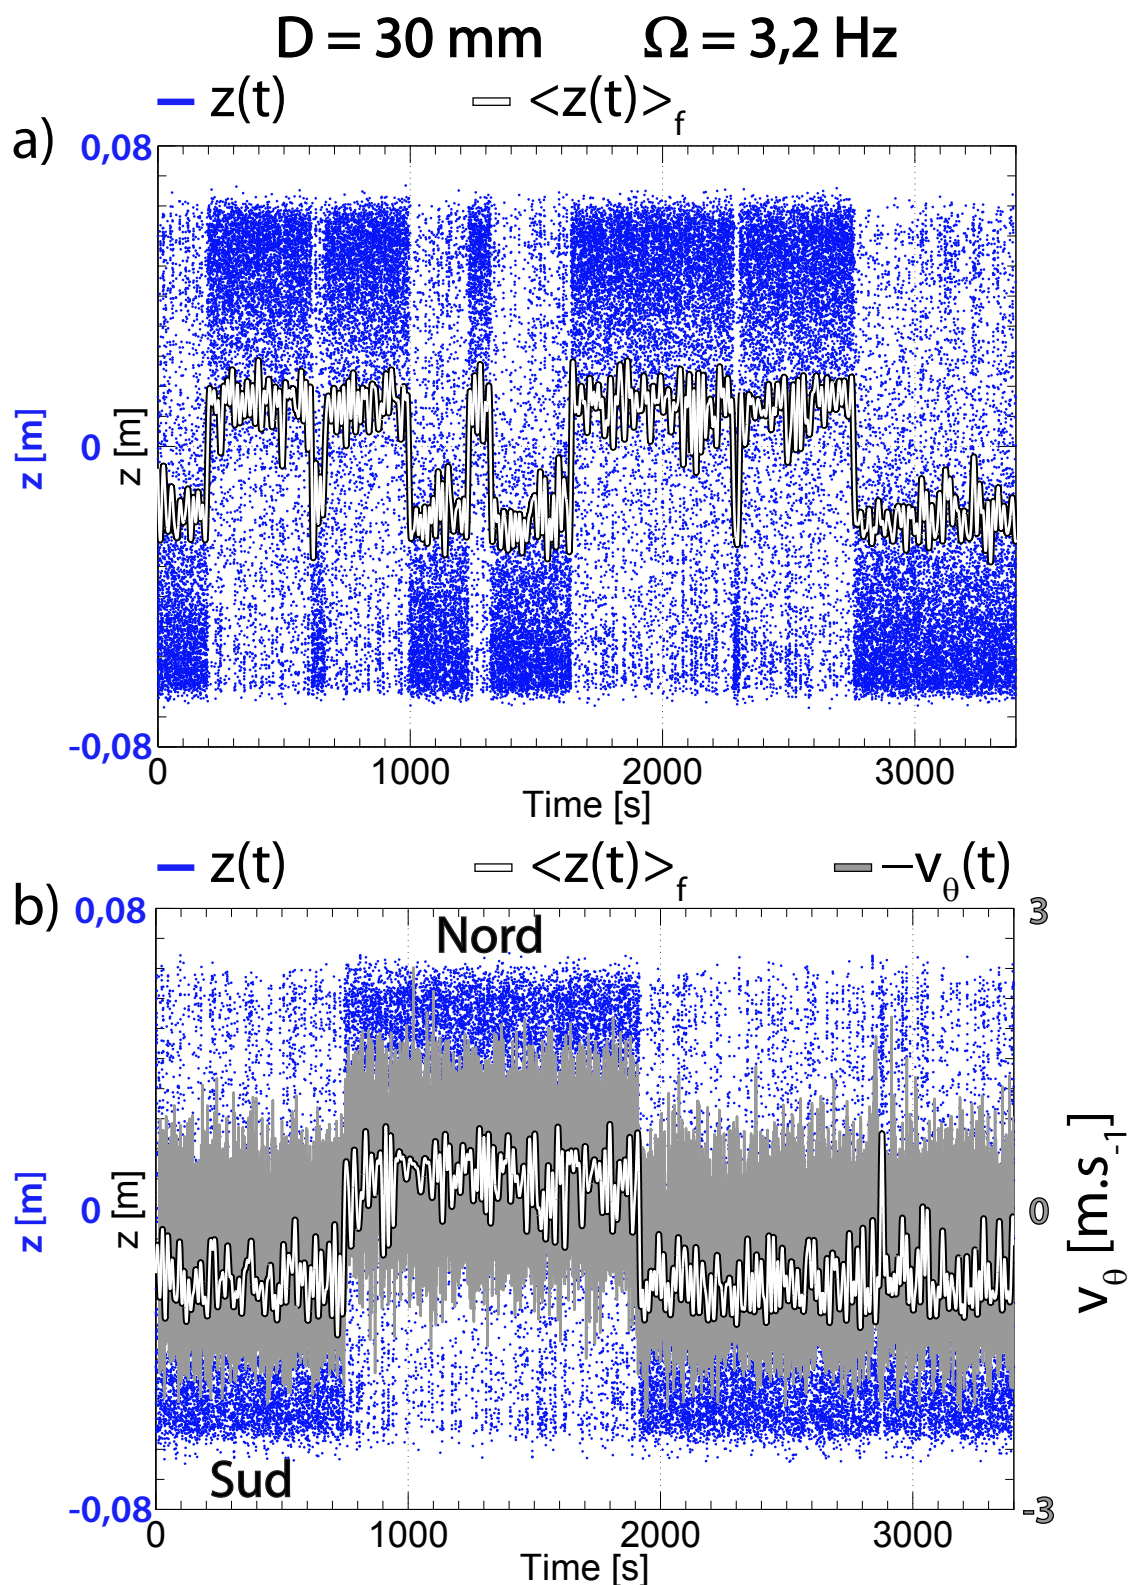 D = 30 mm Ω = 3,2 Hz
z(t) <z(t)>f
a)
0,08
z [m] z [m]
0
-0,08
0 1000 2000 3000
Time [s]
z(t) <z(t)>f —vθ(t)
b)
0,08 3
Nord
z [m] z [m]
0 0
vθ [m.s-1]
Sud
-0,08 -3
0 1000 2000 3000
Time [s]